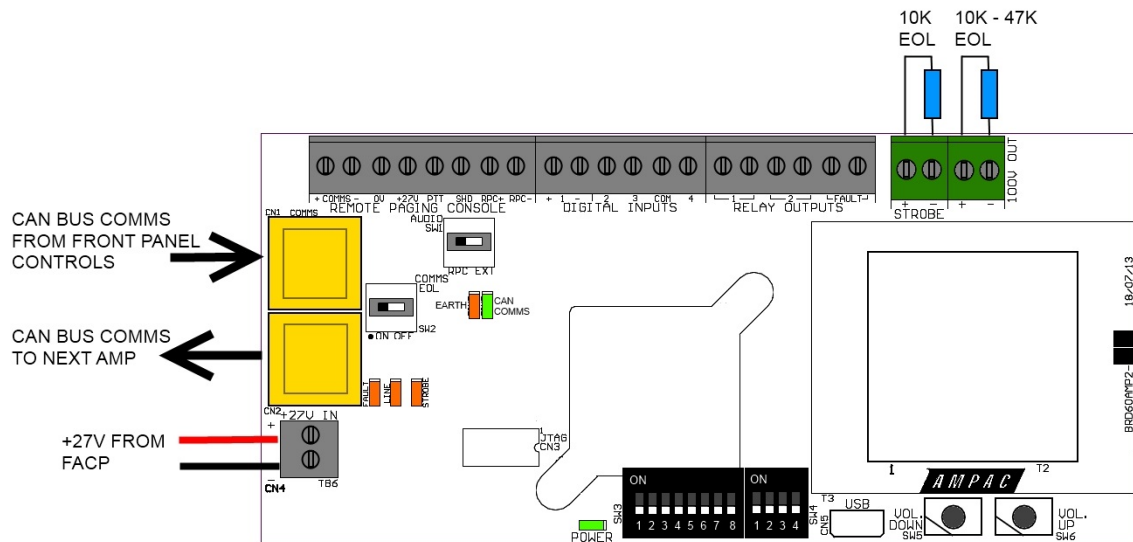 10K
EOL
10K - 47K
EOL
100V OUT
+ COMMS - 0V +27V PTT SHD RPC+ RPC-
REMOTE PAGING CONSOLE
+ 1 - 2 3 COM 4
DIGITAL INPUTS
1 2 FAULT
RELAY OUTPUTS
+ - + -
STROBE
CAN BUS COMMS
FROM FRONT PANEL
CONTROLS
CN1 COMMS
AUDIO
SW1
RPC EXT
COMMS
EOL
SW2
ON OFF
EARTH
CAN
COMMS
CAN BUS COMMS
TO NEXT AMP
FAULT
LINE
STROBE
CN2
+27V IN
+
-
CN4
TB6
+27V FROM
FACP
JTAG
CN3
18/07/13
BRD60AMP2-
1
T2
AMPAC
SW3
ON
1 2 3 4 5 6 7 8
ON
1 2 3 4
SW4
POWER
T3
USB
CN5
VOL.
DOWN
SW5
VOL.
UP
SW6